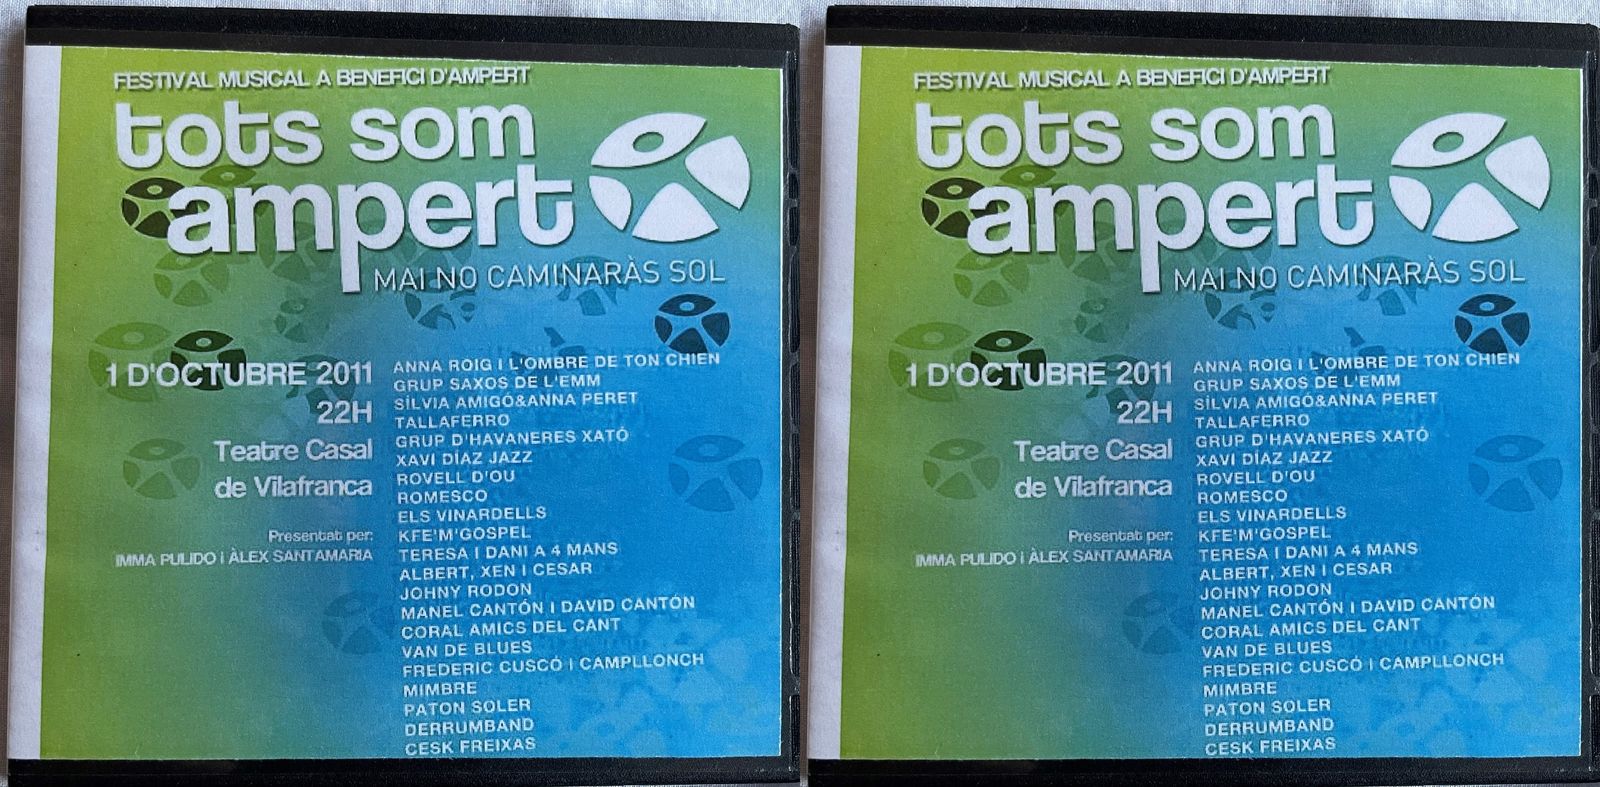 FESTIVAL MUSICAL A BENEFICI D'AMPERT
tots som
ampert
MAI NO CAMINARÀS SOL
1 D'OCTUBRE 2011
22H
Teatre Casal
de Vilafranca
Presentat per:
IMMA PULIDO i ÀLEX SANTAMARIA
ANNA ROIG I L'OMBRE DE TON CHIEN
GRUP SAXOS DE L'EMM
SÍLVIA AMIGÓ&ANNA PERET
TALLAFERRO
GRUP D'HAVANERES XATÓ
XAVI DÍAZ JAZZ
ROVELL D'OU
ROMESCO
ELS VINARDELLS
KFE'M'GOSPEL
TERESA I DANI A 4 MANS
ALBERT, XEN I CESAR
JOHNY RODON
MANEL CANTÓN I DAVID CANTÓN
CORAL AMICS DEL CANT
VAN DE BLUES
FREDERIC CUSCÓ I CAMPLLONCH
MIMBRE
PATON SOLER
DERRUMBAND
CESK FREIXAS
FESTIVAL MUSICAL A BENEFICI D'AMPERT
tots som
ampert
MAI NO CAMINARÀS SOL
1 D'OCTUBRE 2011
22H
Teatre Casal
de Vilafranca
Presentat per:
IMMA PULIDO i ÀLEX SANTAMARIA
ANNA ROIG I L'OMBRE DE TON CHIEN
GRUP SAXOS DE L'EMM
SÍLVIA AMIGÓ&ANNA PERET
TALLAFERRO
GRUP D'HAVANERES XATÓ
XAVI DÍAZ JAZZ
ROVELL D'OU
ROMESCO
ELS VINARDELLS
KFE'M'GOSPEL
TERESA I DANI A 4 MANS
ALBERT, XEN I CESAR
JOHNY RODON
MANEL CANTÓN I DAVID CANTÓN
CORAL AMICS DEL CANT
VAN DE BLUES
FREDERIC CUSCÓ I CAMPLLONCH
MIMBRE
PATON SOLER
DERRUMBAND
CESK FREIXAS